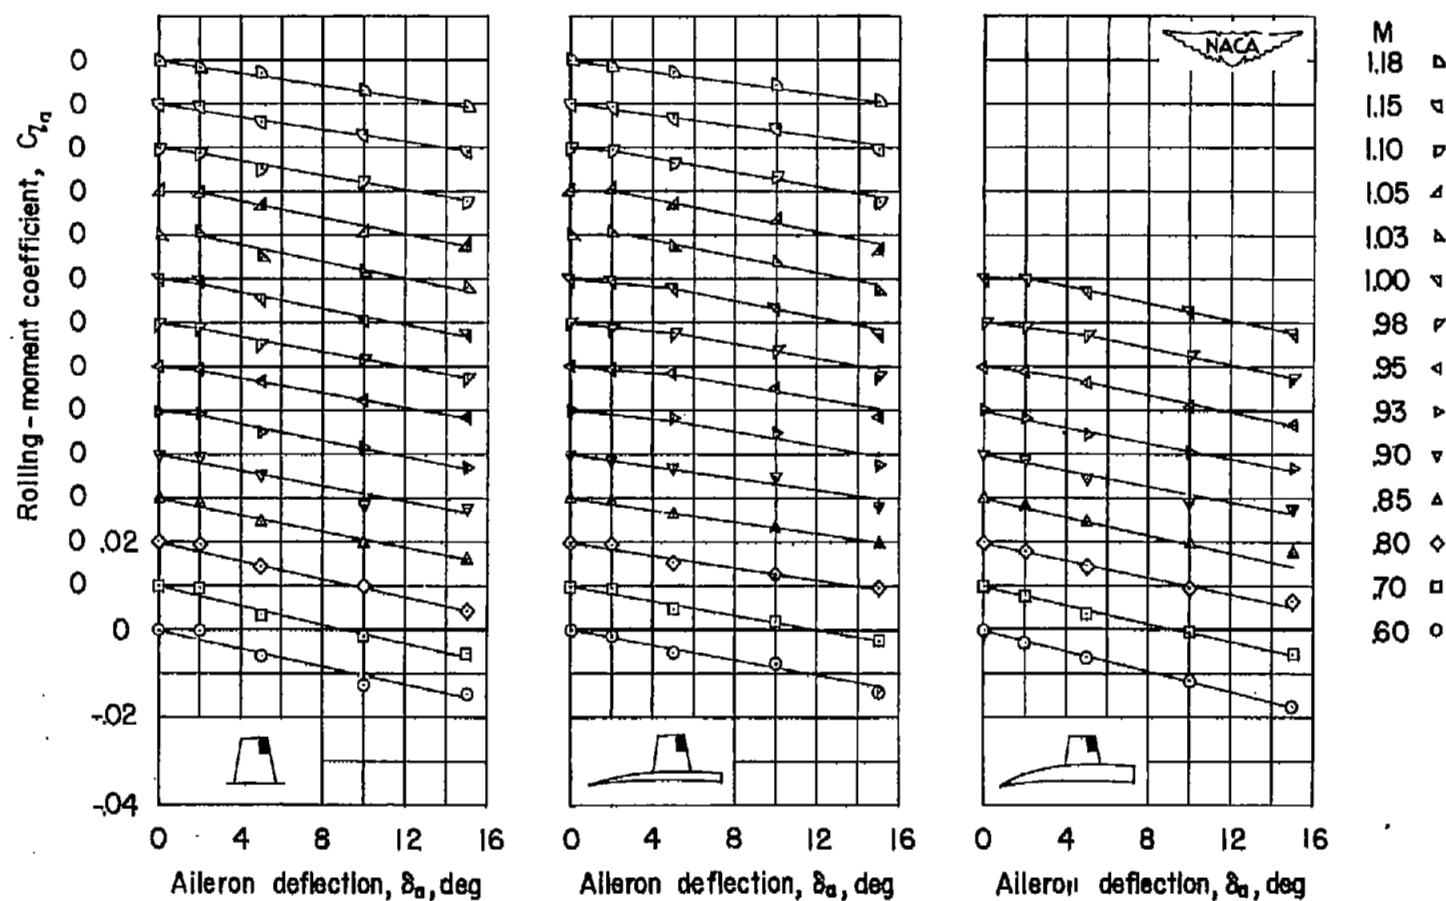 NACA
M
0 1.18
0 1.15
0 1.10
0 1.05
0 1.03
0 1.00
0 .98
0 .95
0 .93
0 .90
0 .85
0 .02 .80
0 .70
0 .60
-.02
-.04
Rolling-moment coefficient, Cιa
0 4 8 12 16 0 4 8 12 16 0 4 8 12 16
Aileron deflection, δa, deg Aileron deflection, δa, deg Aileron deflection, δa, deg